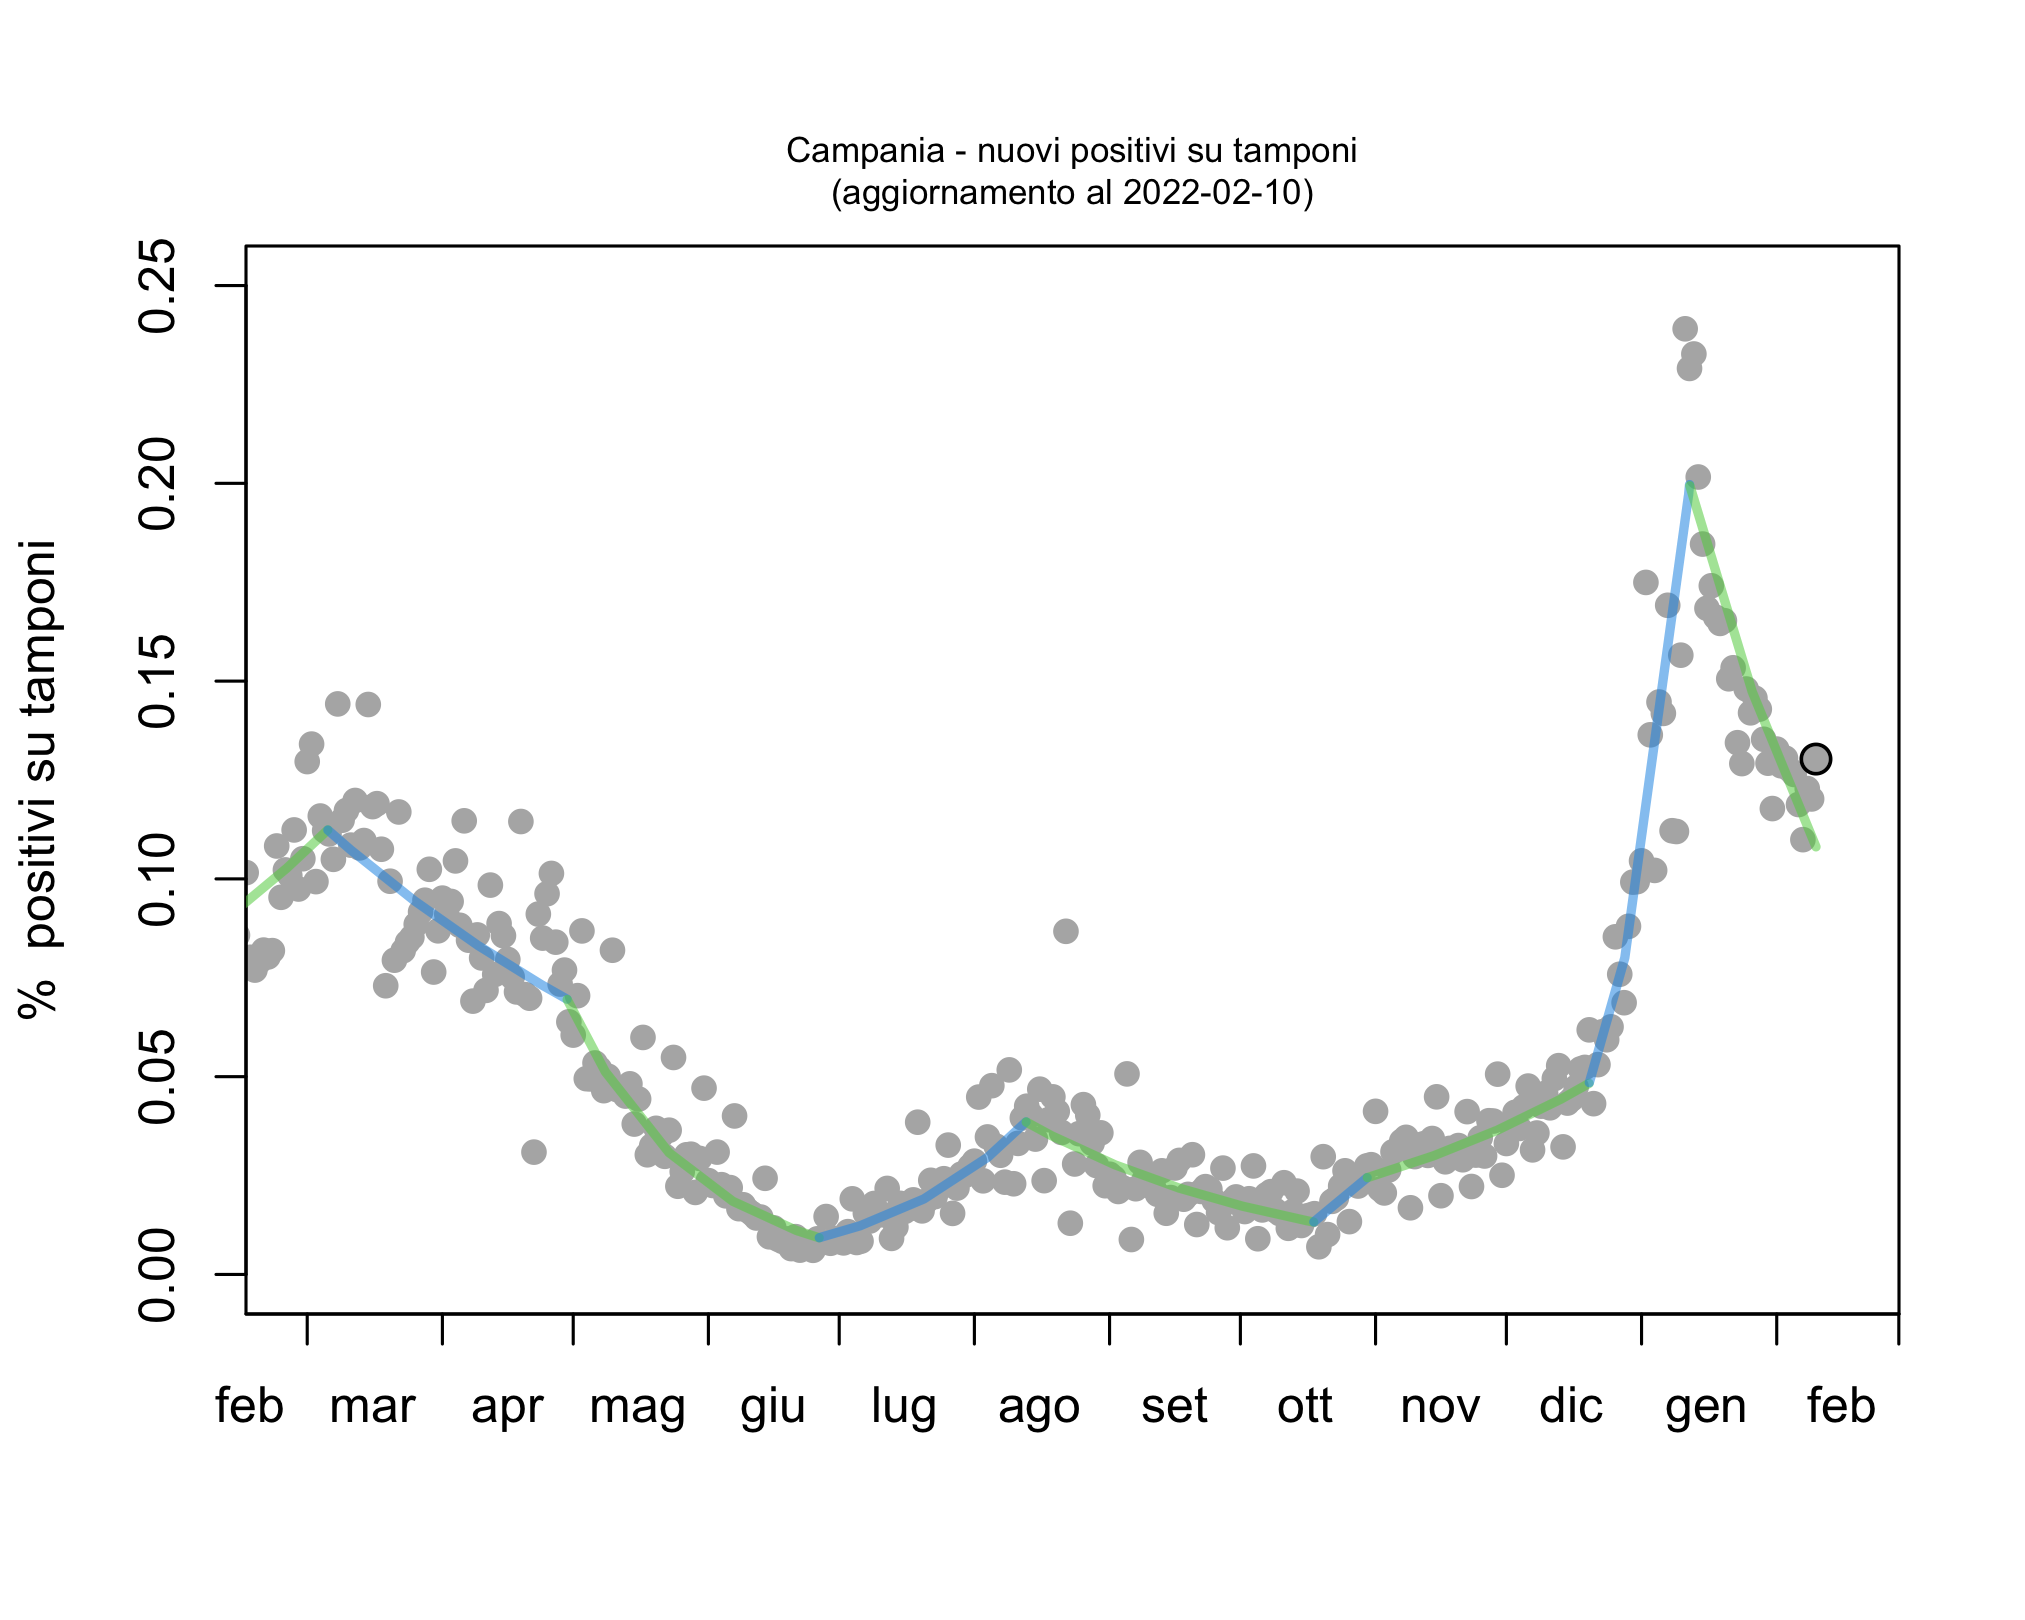 Campania - nuovi positivi su tamponi
(aggiornamento al 2022-02-10)
% positivi su tamponi
0.25
0.20
0.15
0.10
0.05
0.00
feb mar apr mag giu lug ago set ott nov dic gen feb